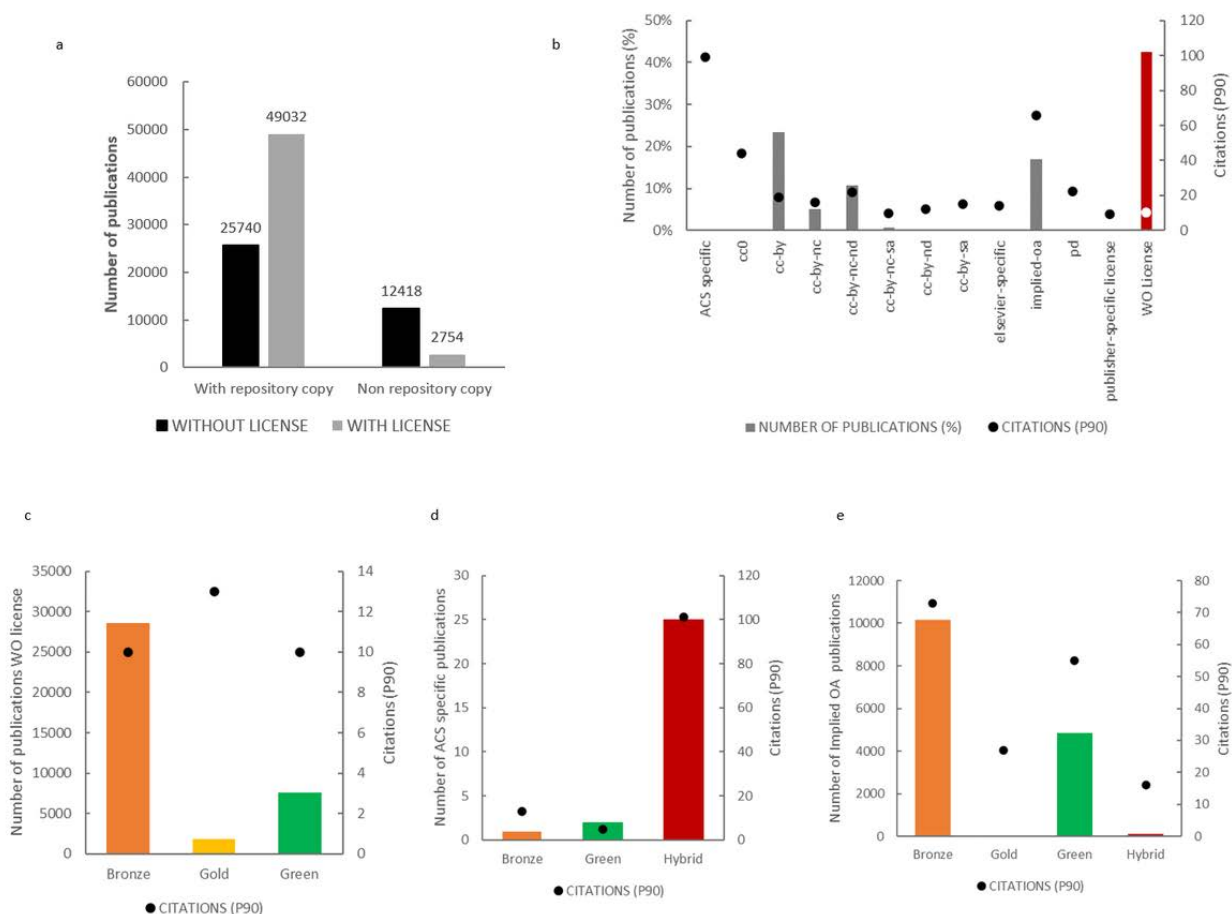 a
Number of publications
60000
50000
40000
30000
20000
10000
0
25740
49032
12418
2754
With repository copy
Non repository copy
WITHOUT LICENSE
WITH LICENSE
b
Number of publications (%)
50%
40%
30%
20%
10%
0%
120
100
80
60
40
20
0
Citations (P90)
ACS specific
cc0
cc-by
cc-by-nc
cc-by-nc-nd
cc-by-nc-sa
cc-by-nd
cc-by-sa
elsevier-specific
implied-oa
pd
publisher-specific license
WO License
NUMBER OF PUBLICATIONS (%)
CITATIONS (P90)
c
Number of publications WO license
35000
30000
25000
20000
15000
10000
5000
0
14
12
10
8
6
4
2
0
Citations (P90)
Bronze
Gold
Green
CITATIONS (P90)
d
Number of ACS specific publications
30
25
20
15
10
5
0
120
100
80
60
40
20
0
Citations (P90)
Bronze
Green
Hybrid
CITATIONS (P90)
e
Number of Implied OA publications
12000
10000
8000
6000
4000
2000
0
80
70
60
50
40
30
20
10
0
Citations (P90)
Bronze
Gold
Green
Hybrid
CITATIONS (P90)